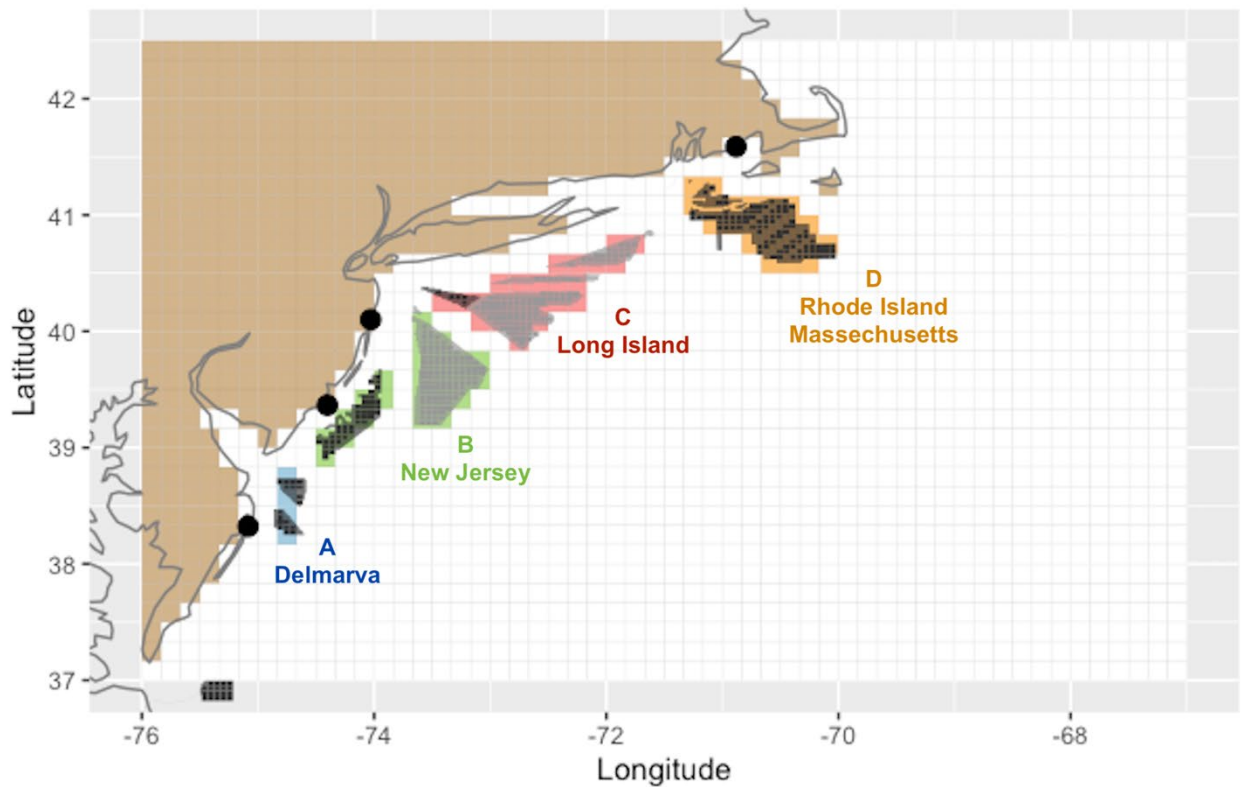 42
41
40
39
38
37
Latitude
D
Rhode Island
Massechusetts
C
Long Island
B
New Jersey
A
Delmarva
-76
-74
-72
-70
-68
Longitude